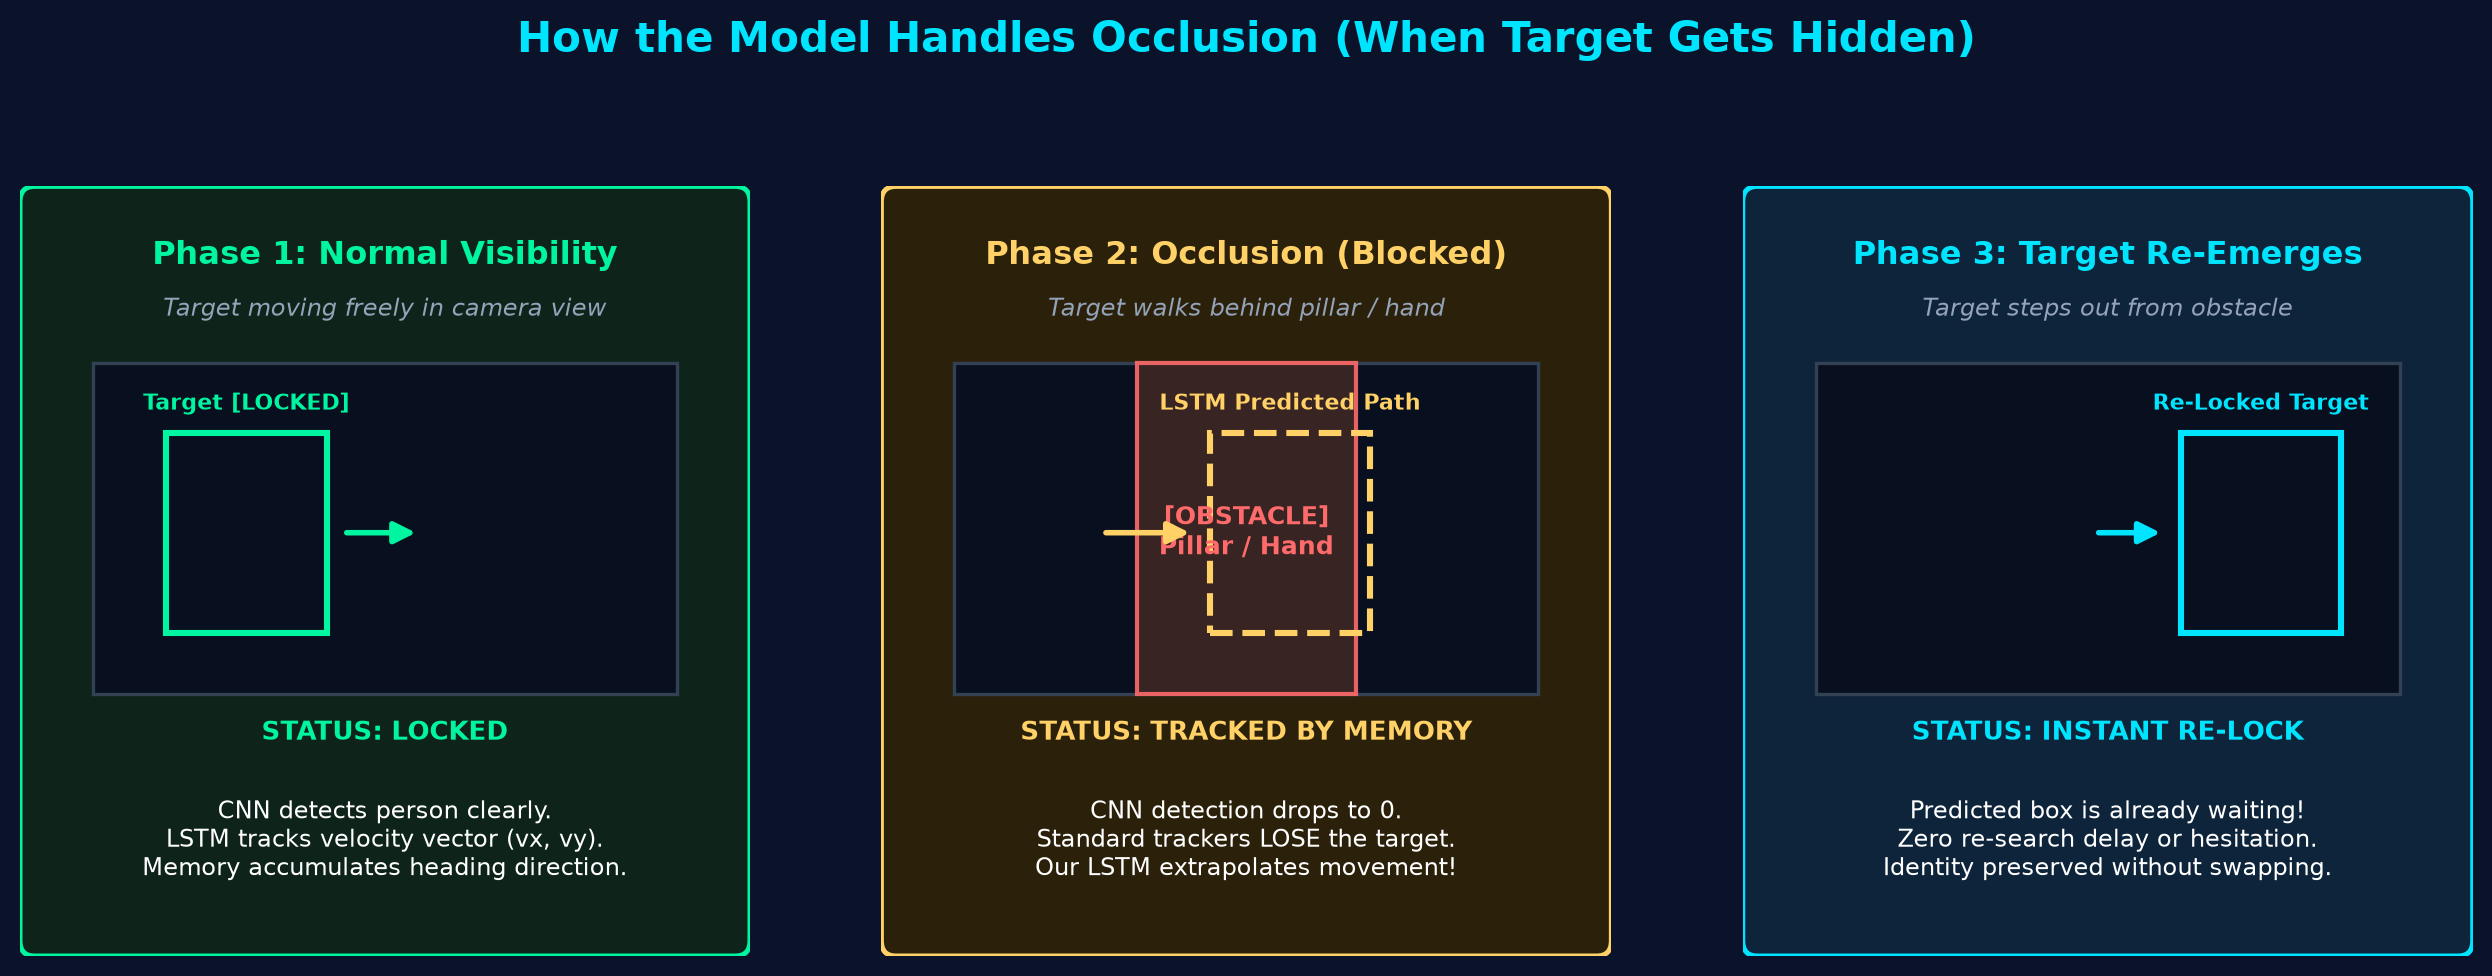 How the Model Handles Occlusion (When Target Gets Hidden)
Phase 1: Normal Visibility
Target moving freely in camera view
Target [LOCKED]
STATUS: LOCKED
CNN detects person clearly.
LSTM tracks velocity vector (vx, vy).
Memory accumulates heading direction.
Phase 2: Occlusion (Blocked)
Target walks behind pillar / hand
LSTM Predicted Path
[OBSTACLE]
Pillar / Hand
STATUS: TRACKED BY MEMORY
CNN detection drops to 0.
Standard trackers LOSE the target.
Our LSTM extrapolates movement!
Phase 3: Target Re-Emerges
Target steps out from obstacle
Re-Locked Target
STATUS: INSTANT RE-LOCK
Predicted box is already waiting!
Zero re-search delay or hesitation.
Identity preserved without swapping.